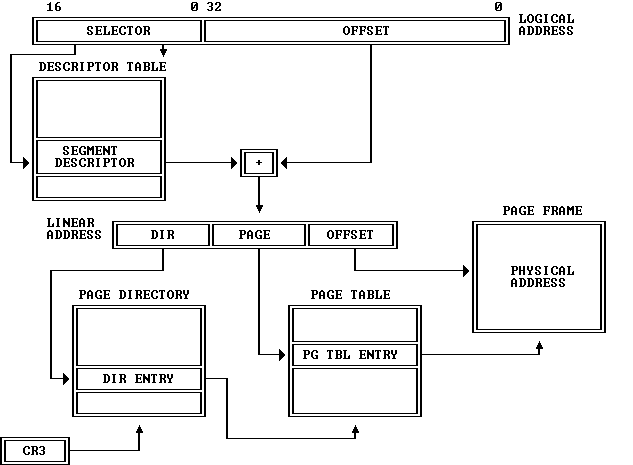 16 0 32 0
SELECTOR OFFSET
LOGICAL
ADDRESS
DESCRIPTOR TABLE
SEGMENT
DESCRIPTOR
+
LINEAR
ADDRESS
DIR PAGE OFFSET
PAGE FRAME
PHYSICAL
ADDRESS
PAGE DIRECTORY
PAGE TABLE
PG TBL ENTRY
DIR ENTRY
CR3